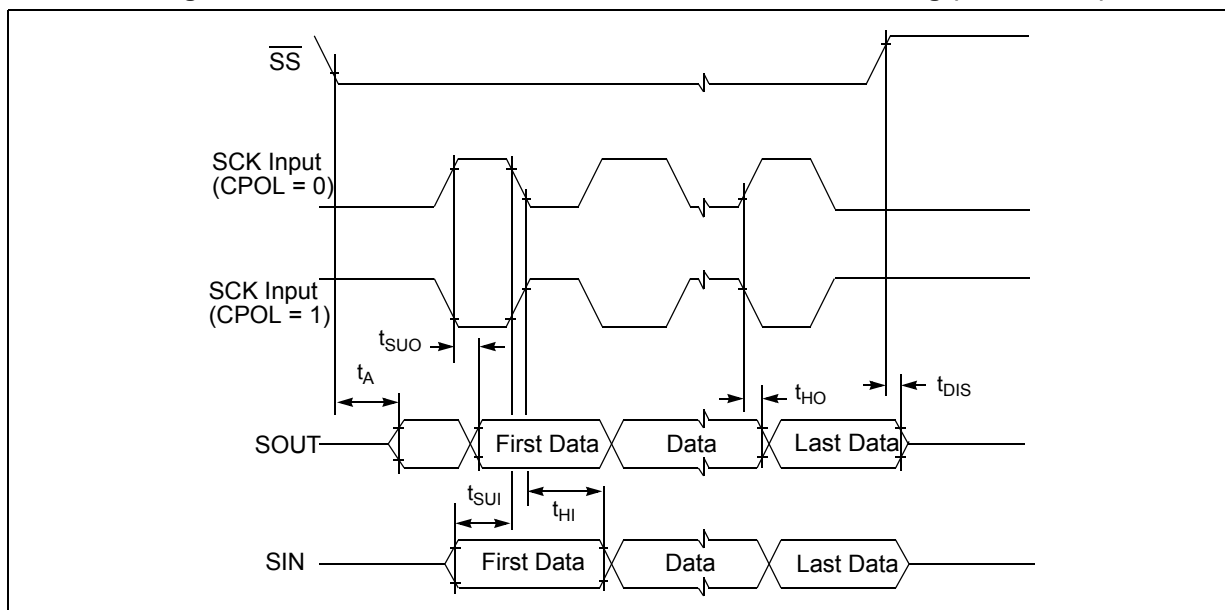 SS
SCK Input
(CPOL = 0)
SCK Input
(CPOL = 1)
tSUO
tA
tHO
tDIS
SOUT
First Data
Data
Last Data
tSUI
tHI
SIN
First Data
Data
Last Data